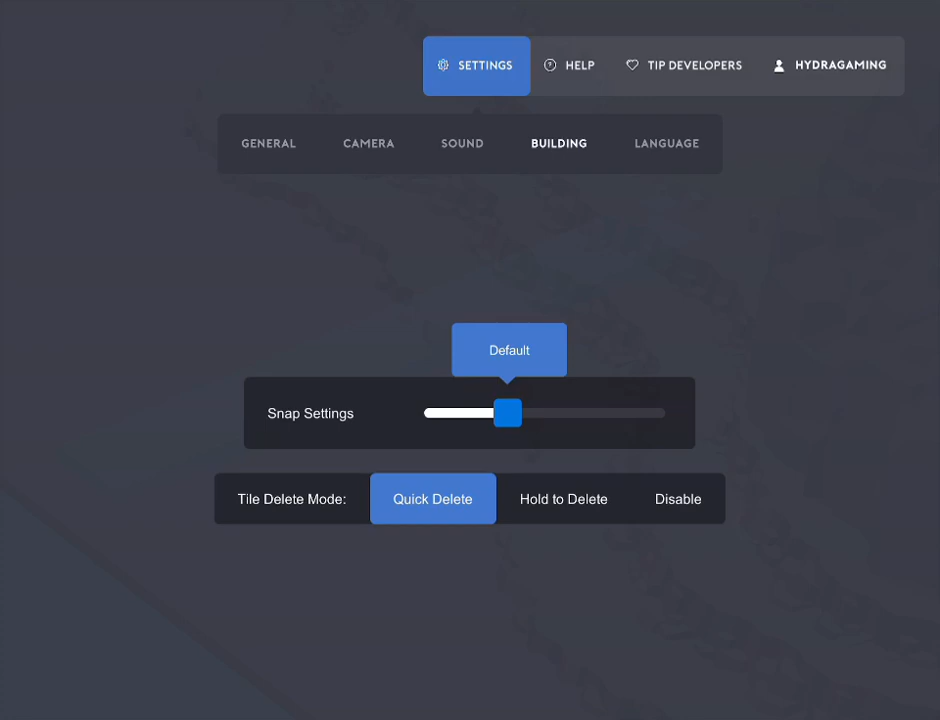 SETTINGS HELP TIP DEVELOPERS HYDRAGAMING
GENERAL CAMERA SOUND BUILDING LANGUAGE
Default
Snap Settings
Tile Delete Mode: Quick Delete Hold to Delete Disable